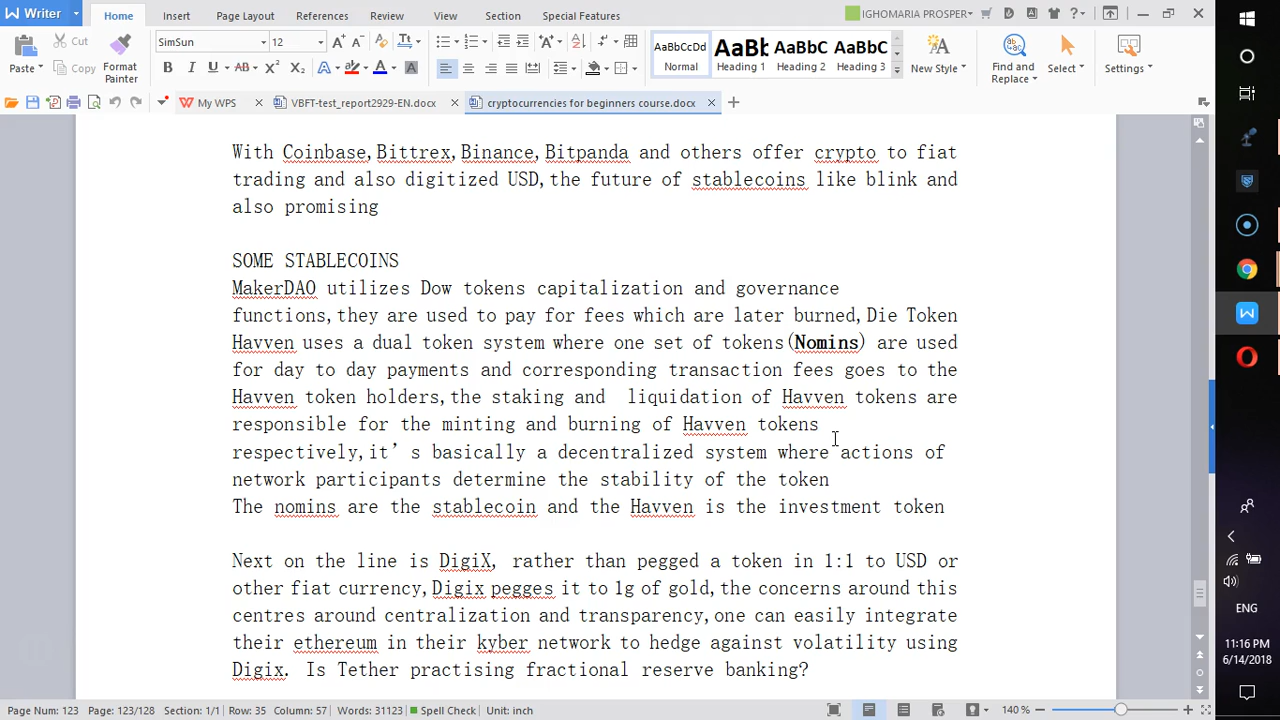 Writer
Home
Insert
Page Layout
References
Review
View
Section
Special Features
IGHOMARIA PROSPER
Paste
Cut
Copy
Format Painter
SimSun
12
B I U AB X² X₂
AaBbCcDd
Normal
AaBb
Heading 1
AaBbC
Heading 2
AaBbC
Heading 3
New Style
Find and Replace
Select
Settings
My WPS
VBFT-test_report2929-EN.docx
cryptocurrencies for beginners course.docx
With Coinbase,Bittrex,Binance,Bitpanda and others offer crypto to fiat
trading and also digitized USD,the future of stablecoins like blink and
also promising
SOME STABLECOINS
MakerDAO utilizes Dow tokens capitalization and governance
functions,they are used to pay for fees which are later burned,Die Token
Havven uses a dual token system where one set of tokens(Nomins) are used
for day to day payments and corresponding transaction fees goes to the
Havven token holders,the staking and liquidation of Havven tokens are
responsible for the minting and burning of Havven tokens
respectively,it’s basically a decentralized system where actions of
network participants determine the stability of the token
The nomins are the stablecoin and the Havven is the investment token
Next on the line is DigiX, rather than pegged a token in 1:1 to USD or
other fiat currency,Digix pegges it to 1g of gold,the concerns around this
centres around centralization and transparency,one can easily integrate
their ethereum in their kyber network to hedge against volatility using
Digix. Is Tether practising fractional reserve banking?
ENG
11:16 PM
6/14/2018
Page Num: 123 Page: 123/128 Section: 1/1 Row: 35 Column: 57 Words: 31123 Spell Check Unit: inch
140 %